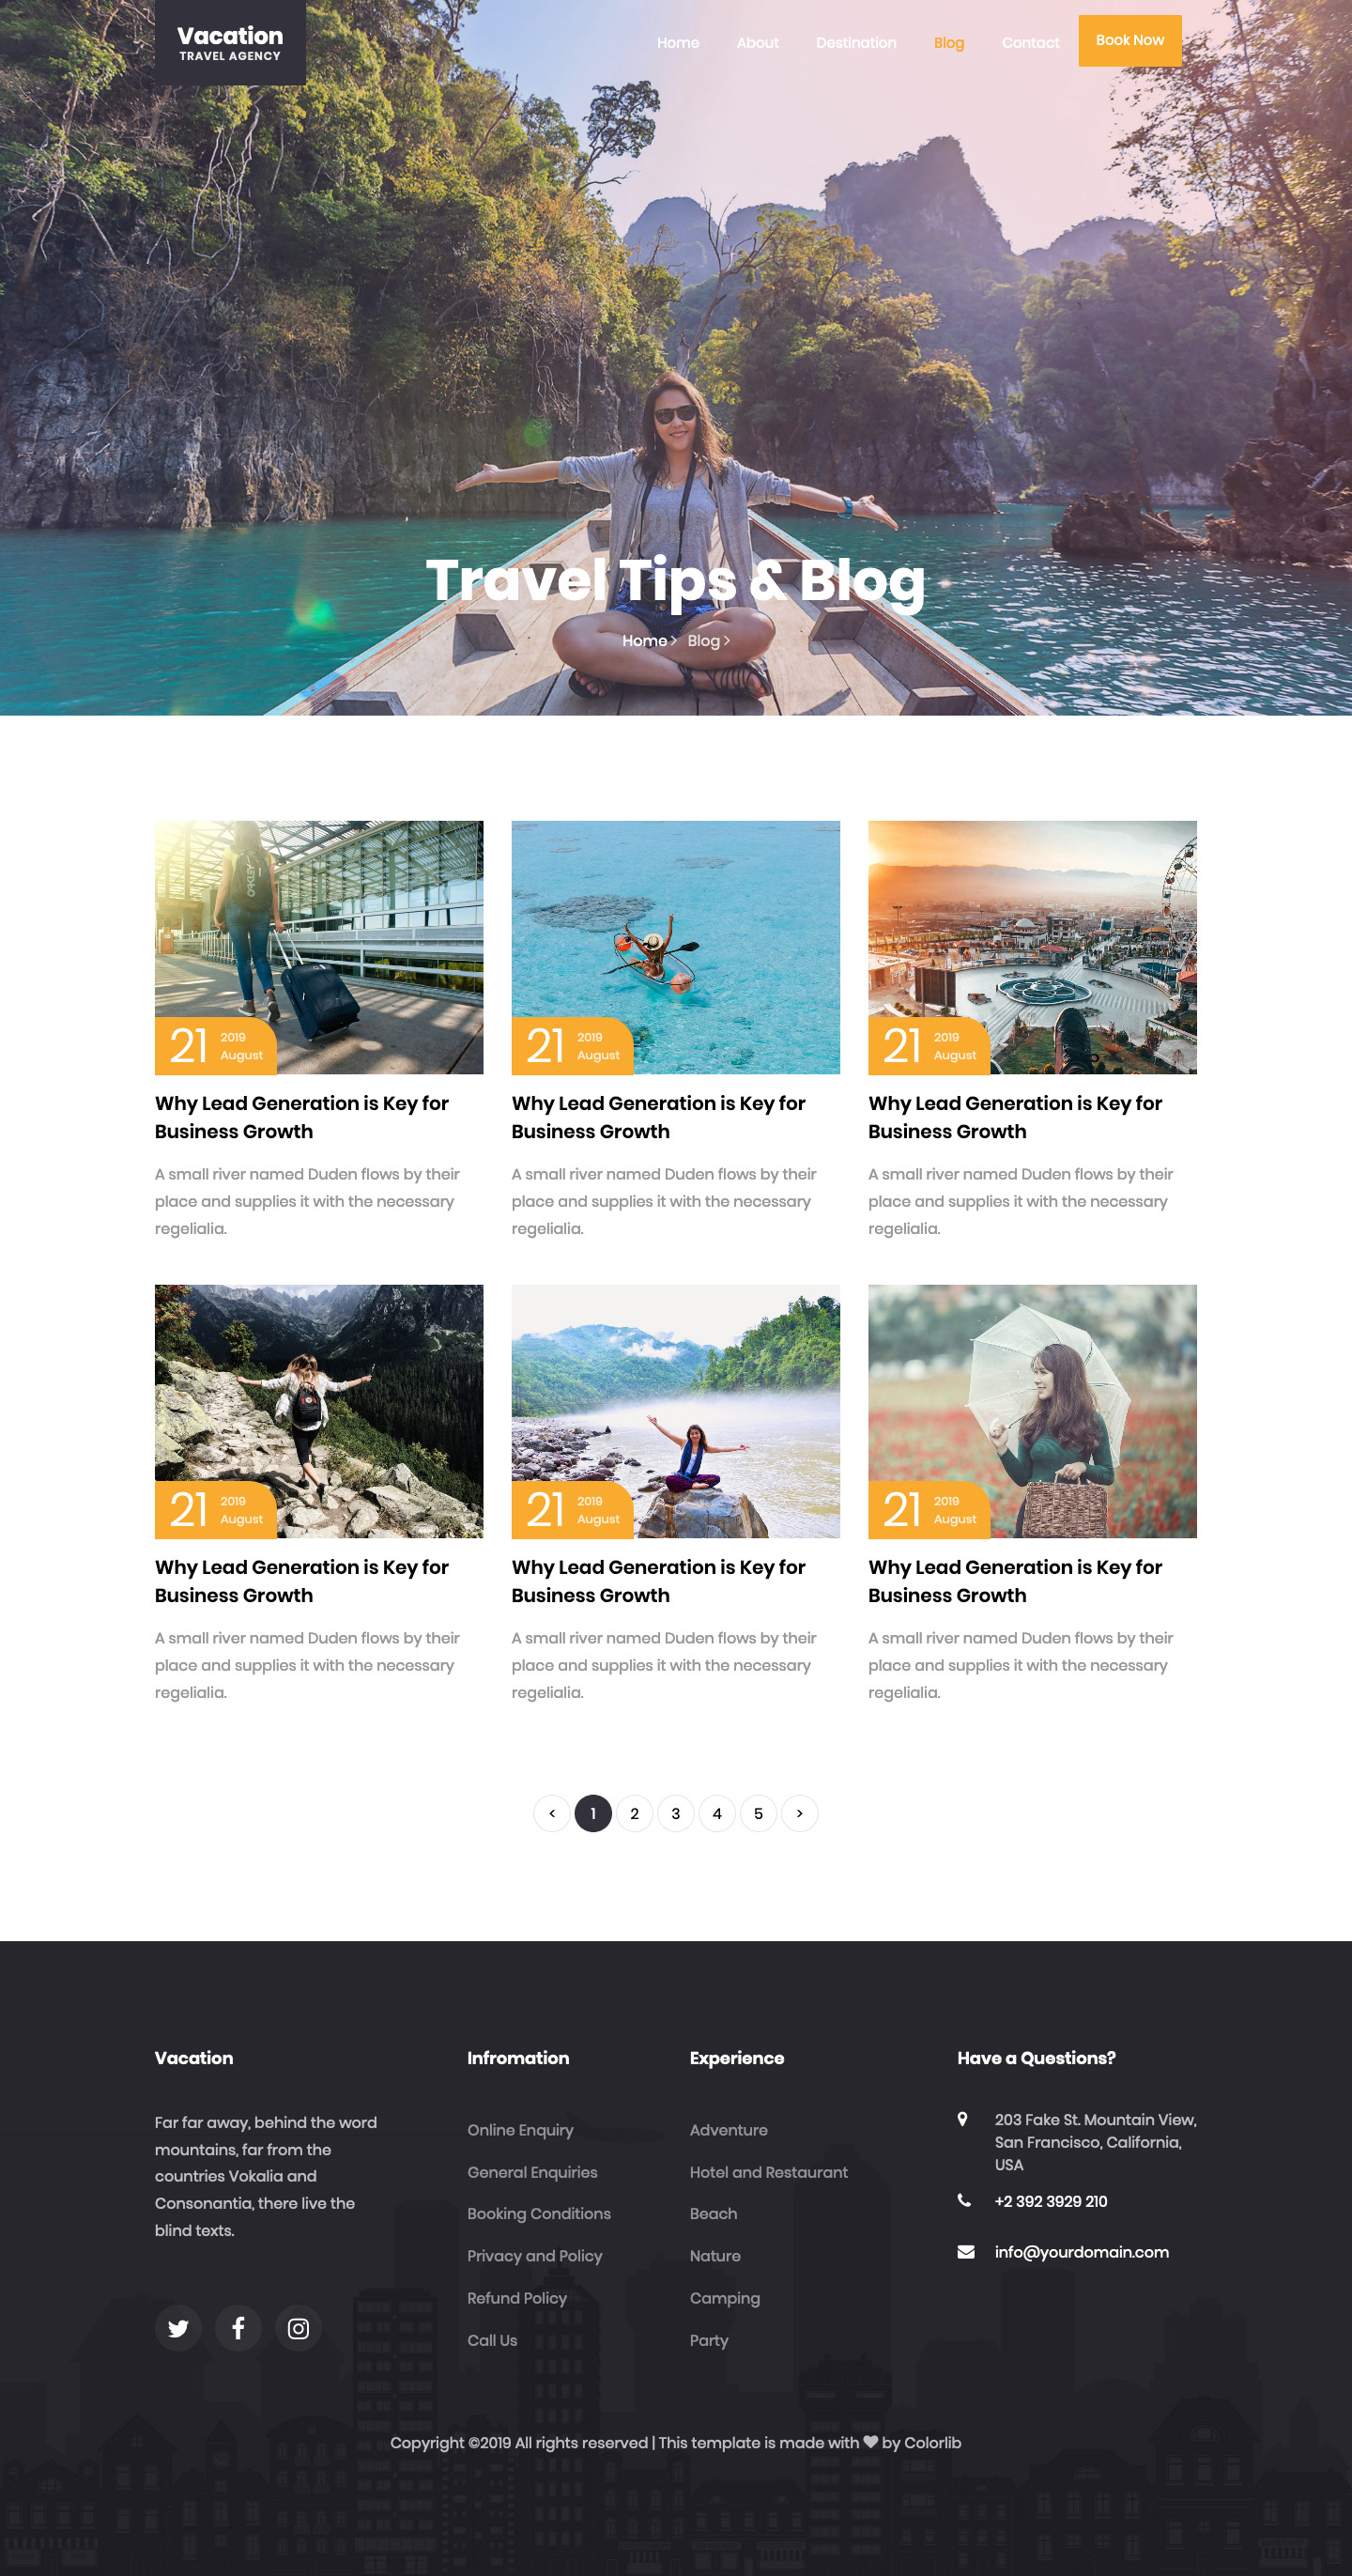 Vacation
TRAVEL AGENCY
Home About Destination Blog Contact Book Now
Travel Tips & Blog
Home > Blog >
OAKLEY
21 2019 August
Why Lead Generation is Key for
Business Growth
A small river named Duden flows by their
place and supplies it with the necessary
regelialia.
21 2019 August
Why Lead Generation is Key for
Business Growth
A small river named Duden flows by their
place and supplies it with the necessary
regelialia.
21 2019 August
Why Lead Generation is Key for
Business Growth
A small river named Duden flows by their
place and supplies it with the necessary
regelialia.
21 2019 August
Why Lead Generation is Key for
Business Growth
A small river named Duden flows by their
place and supplies it with the necessary
regelialia.
21 2019 August
Why Lead Generation is Key for
Business Growth
A small river named Duden flows by their
place and supplies it with the necessary
regelialia.
21 2019 August
Why Lead Generation is Key for
Business Growth
A small river named Duden flows by their
place and supplies it with the necessary
regelialia.
< 1 2 3 4 5 >
Vacation
Far far away, behind the word
mountains, far from the
countries Vokalia and
Consonantia, there live the
blind texts.
Infromation
Online Enquiry
General Enquiries
Booking Conditions
Privacy and Policy
Refund Policy
Call Us
Experience
Adventure
Hotel and Restaurant
Beach
Nature
Camping
Party
Have a Questions?
203 Fake St. Mountain View,
San Francisco, California,
USA
+2 392 3929 210
info@yourdomain.com
Copyright ©2019 All rights reserved | This template is made with ♥ by Colorlib